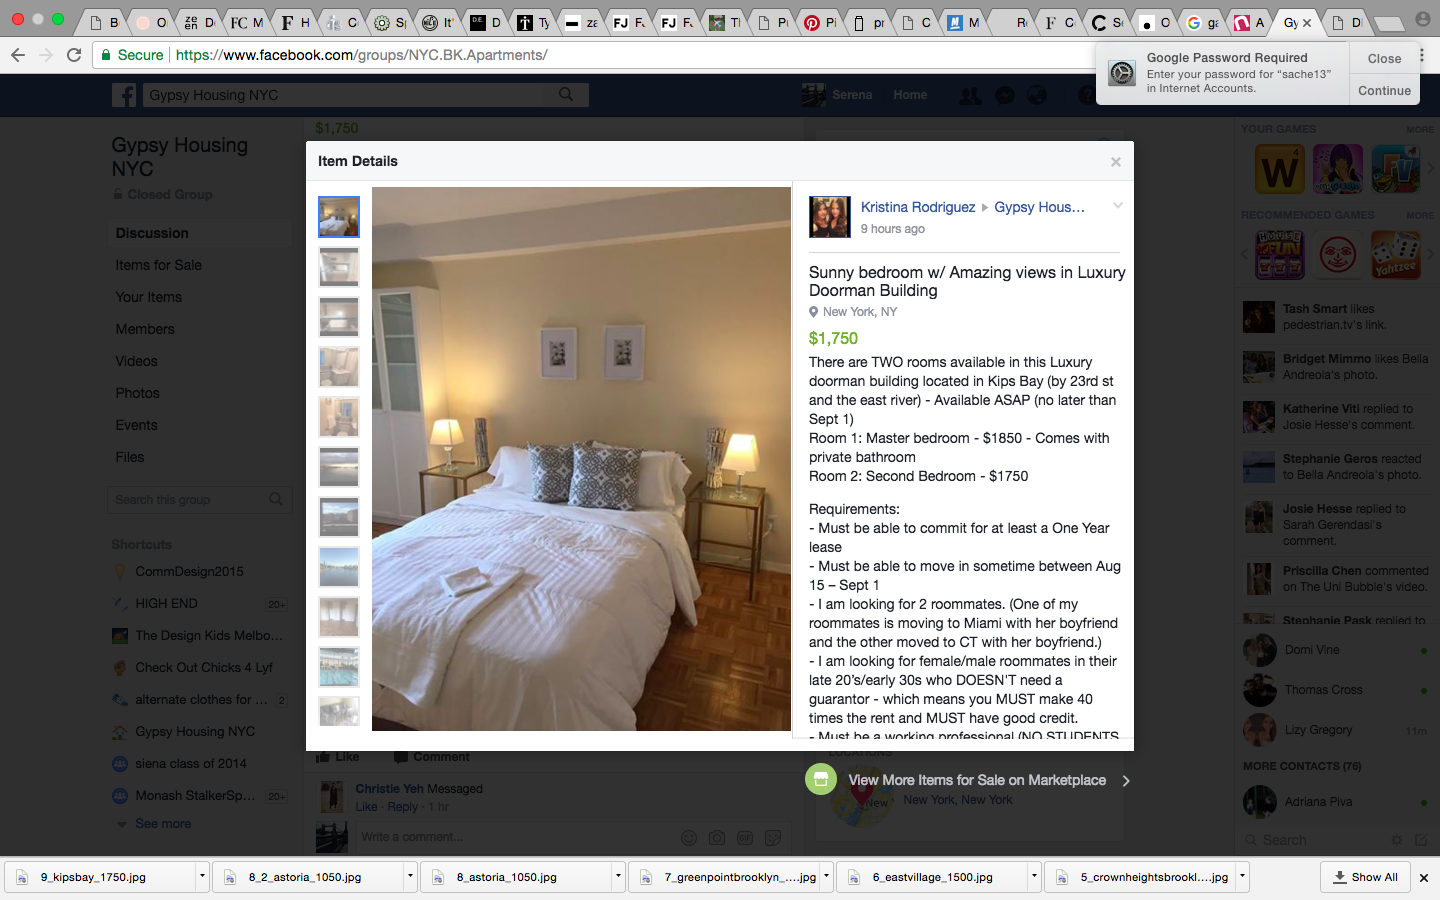 Secure
https://www.facebook.com/groups/NYC.BK.Apartments/
Google Password Required
Enter your password for “sache13”
in Internet Accounts.
Close
Continue
Gypsy Housing NYC
Serena
Home
Gypsy Housing
NYC
Closed Group
Discussion
Items for Sale
Your Items
Members
Videos
Photos
Events
Files
Search this group
Shortcuts
CommDesign2015
HIGH END 20+
The Design Kids Melbo...
Check Out Chicks 4 Lyf
alternate clothes for ... 2
Gypsy Housing NYC
siena class of 2014
Monash StalkerSp... 20+
See more
$1,750
Item Details
Kristina Rodriguez
Gypsy Hous...
9 hours ago
Sunny bedroom w/ Amazing views in Luxury
Doorman Building
New York, NY
$1,750
There are TWO rooms available in this Luxury
doorman building located in Kips Bay (by 23rd st
and the east river) - Available ASAP (no later than
Sept 1)
Room 1: Master bedroom - $1850 - Comes with
private bathroom
Room 2: Second Bedroom - $1750
Requirements:
- Must be able to commit for at least a One Year
lease
- Must be able to move in sometime between Aug
15 – Sept 1
- I am looking for 2 roommates. (One of my
roommates is moving to Miami with her boyfriend
and the other moved to CT with her boyfriend.)
- I am looking for female/male roommates in their
late 20's/early 30s who DOESN'T need a
guarantor - which means you MUST make 40
times the rent and MUST have good credit.
- Must be a working professional (NO STUDENTS
Like
Comment
Christie Yeh Messaged
Like · Reply · 1 hr
Write a comment...
LOCATIONS
View More Items for Sale on Marketplace
New
New York, New York
YOUR GAMES MORE
RECOMMENDED GAMES MORE
Tash Smart likes
pedestrian.tv's link.
Bridget Mimmo likes Bella
Andreola's photo.
Katherine Viti replied to
Josie Hesse's comment.
Stephanie Geros reacted
to Bella Andreola's photo.
Josie Hesse replied to
Sarah Gerendasi's
comment.
Priscilla Chen commented
on The Uni Bubble's video.
Stephanie Pask replied to
Domi Vine
Thomas Cross
Lizy Gregory 11m
MORE CONTACTS (76)
Adriana Piva
Search
9_kipsbay_1750.jpg
8_2_astoria_1050.jpg
8_astoria_1050.jpg
7_greenpointbrooklyn_....jpg
6_eastvillage_1500.jpg
5_crownheightsbrookl....jpg
Show All